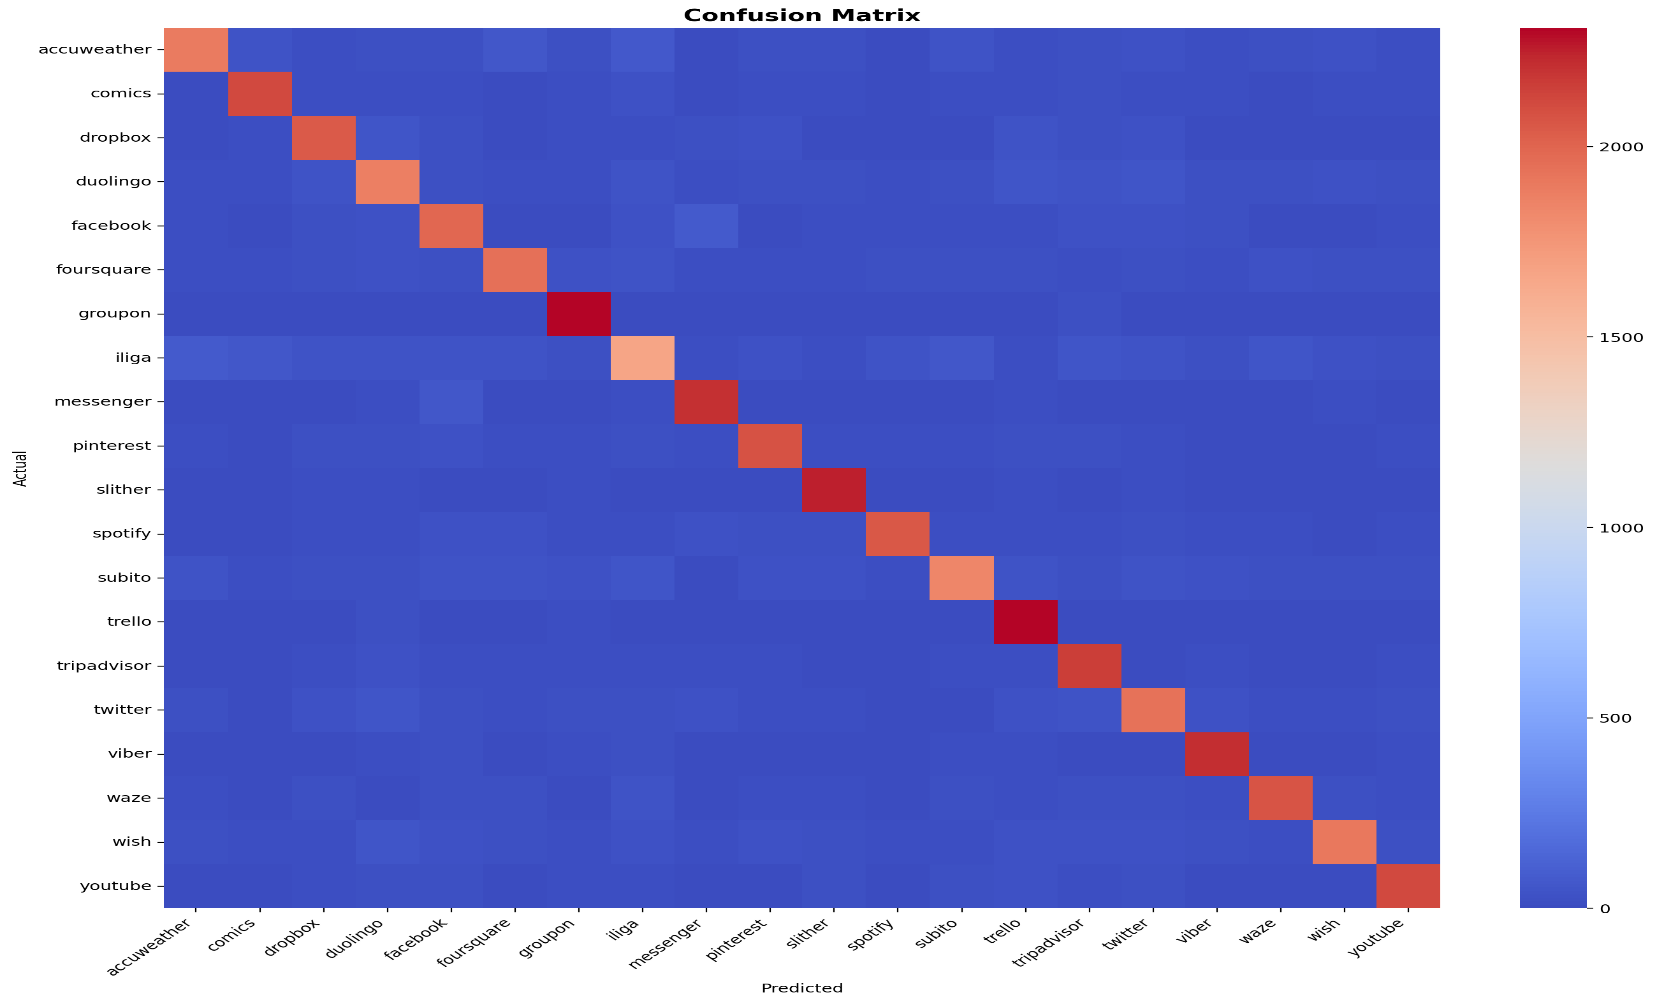 Confusion Matrix
accuweather
comics
dropbox
duolingo
facebook
foursquare
groupon
iliga
messenger
pinterest
slither
spotify
subito
trello
tripadvisor
twitter
viber
waze
wish
youtube
Actual
accuweather
comics
dropbox
duolingo
facebook
foursquare
groupon
iliga
messenger
pinterest
slither
spotify
subito
trello
tripadvisor
twitter
viber
waze
wish
youtube
Predicted
2000
1500
1000
500
0